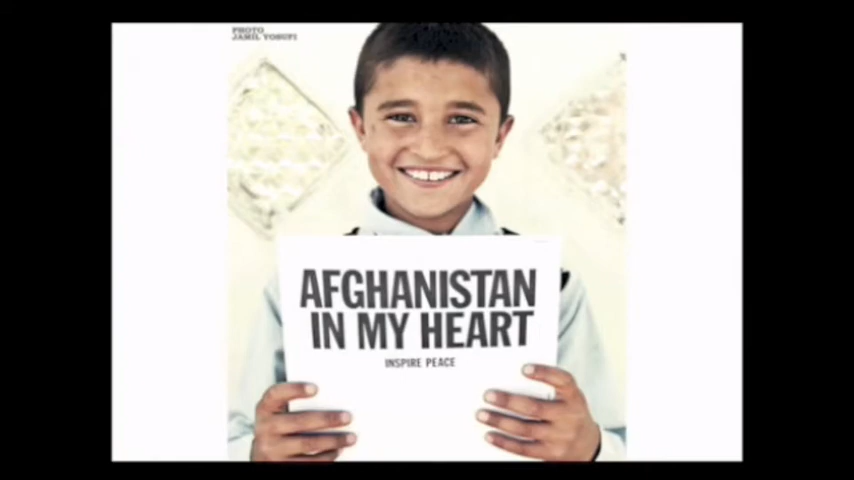 PHOTO
JAMIL YOSUFI
AFGHANISTAN
IN MY HEART
INSPIRE PEACE